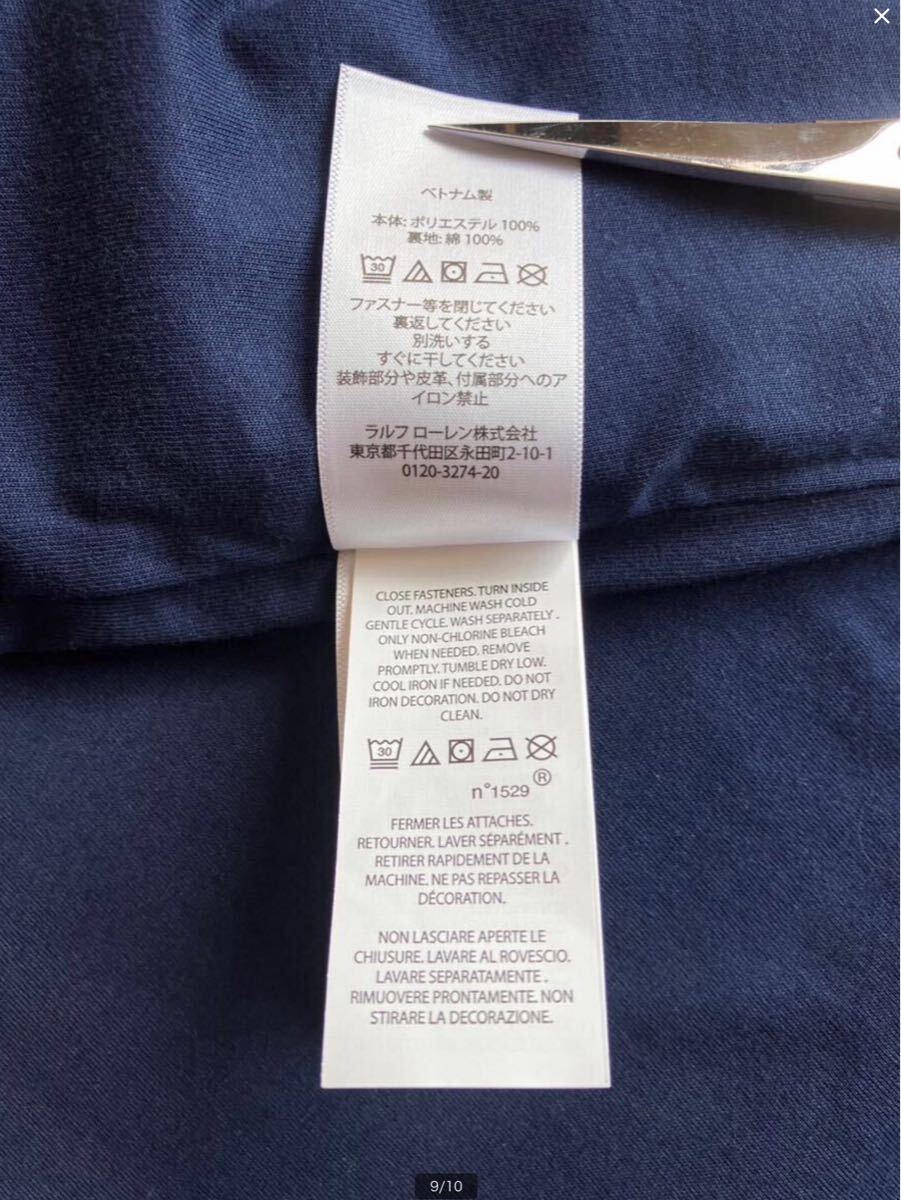 ベトナム製
本体: ポリエステル 100%
裏地: 綿 100%
30
ファスナー等を閉じてください
裏返してください
別洗いする
すぐに干してください
装飾部分や皮革、付属部分へのア
イロン禁止
ラルフ ローレン株式会社
東京都千代田区永田町2-10-1
0120-3274-20
CLOSE FASTENERS. TURN INSIDE
OUT. MACHINE WASH COLD
GENTLE CYCLE. WASH SEPARATELY .
ONLY NON-CHLORINE BLEACH
WHEN NEEDED. REMOVE
PROMPTLY. TUMBLE DRY LOW.
COOL IRON IF NEEDED. DO NOT
IRON DECORATION. DO NOT DRY
CLEAN.
30
n°1529 ®
FERMER LES ATTACHES.
RETOURNER. LAVER SÉPARÉMENT .
RETIRER RAPIDEMENT DE LA
MACHINE. NE PAS REPASSER LA
DÉCORATION.
NON LASCIARE APERTE LE
CHIUSURE. LAVARE AL ROVESCIO.
LAVARE SEPARATAMENTE .
RIMUOVERE PRONTAMENTE. NON
STIRARE LA DECORAZIONE.
9/10